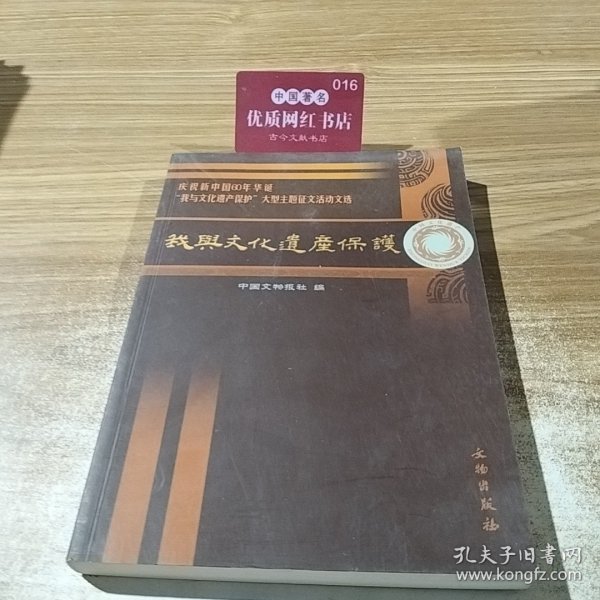 016
中国著名
优质网红书店
古今文献书店
庆祝新中国60年华诞
“我与文化遗产保护”大型主题征文活动文选
我與文化遺産保護
中国文物报社 编
文物出版社
孔夫子旧书网
www.kongfz.com